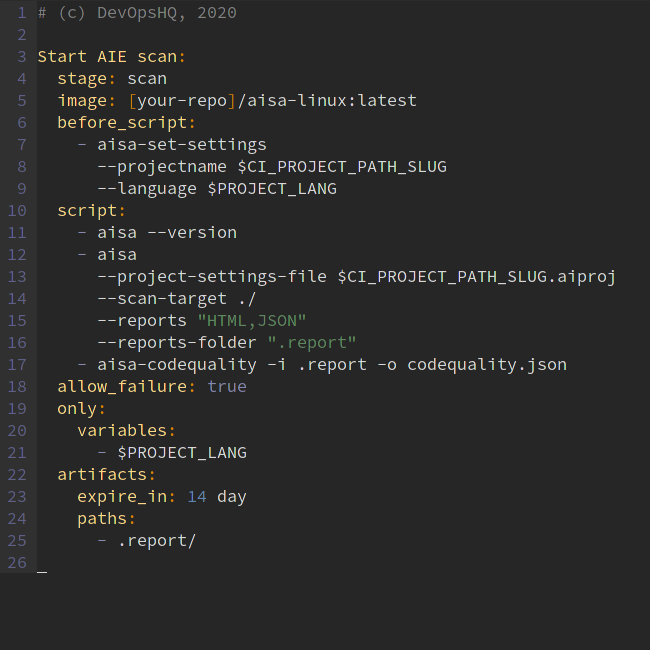 1 # (c) DevOpsHQ, 2020
2
3 Start AIE scan:
4   stage: scan
5   image: [your-repo]/aisa-linux:latest
6   before_script:
7     - aisa-set-settings
8       --projectname $CI_PROJECT_PATH_SLUG
9       --language $PROJECT_LANG
10   script:
11     - aisa --version
12     - aisa
13       --project-settings-file $CI_PROJECT_PATH_SLUG.aiproj
14       --scan-target ./
15       --reports "HTML,JSON"
16       --reports-folder ".report"
17     - aisa-codequality -i .report -o codequality.json
18   allow_failure: true
19   only:
20     variables:
21       - $PROJECT_LANG
22   artifacts:
23     expire_in: 14 day
24     paths:
25       - .report/
26 _